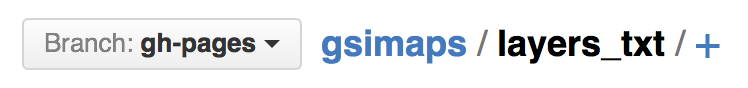 Branch: gh-pages gsimaps / layers_txt / +